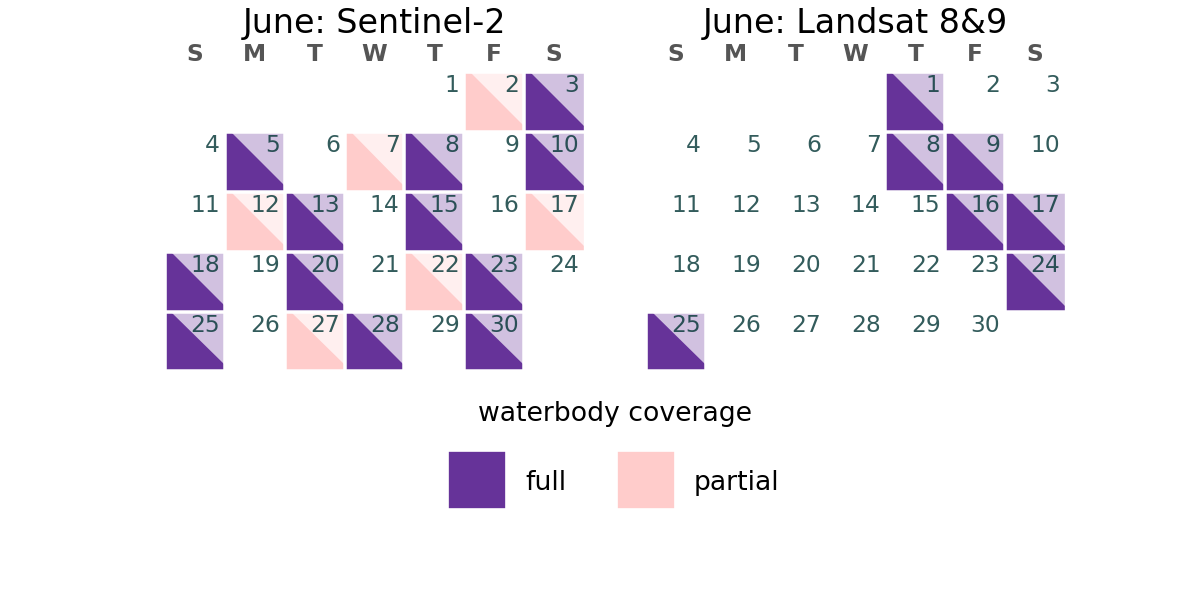 June: Sentinel-2
S M T W T F S
1 2 3
4 5 6 7 8 9 10
11 12 13 14 15 16 17
18 19 20 21 22 23 24
25 26 27 28 29 30
June: Landsat 8&9
S M T W T F S
1 2 3
4 5 6 7 8 9 10
11 12 13 14 15 16 17
18 19 20 21 22 23 24
25 26 27 28 29 30
waterbody coverage
full partial